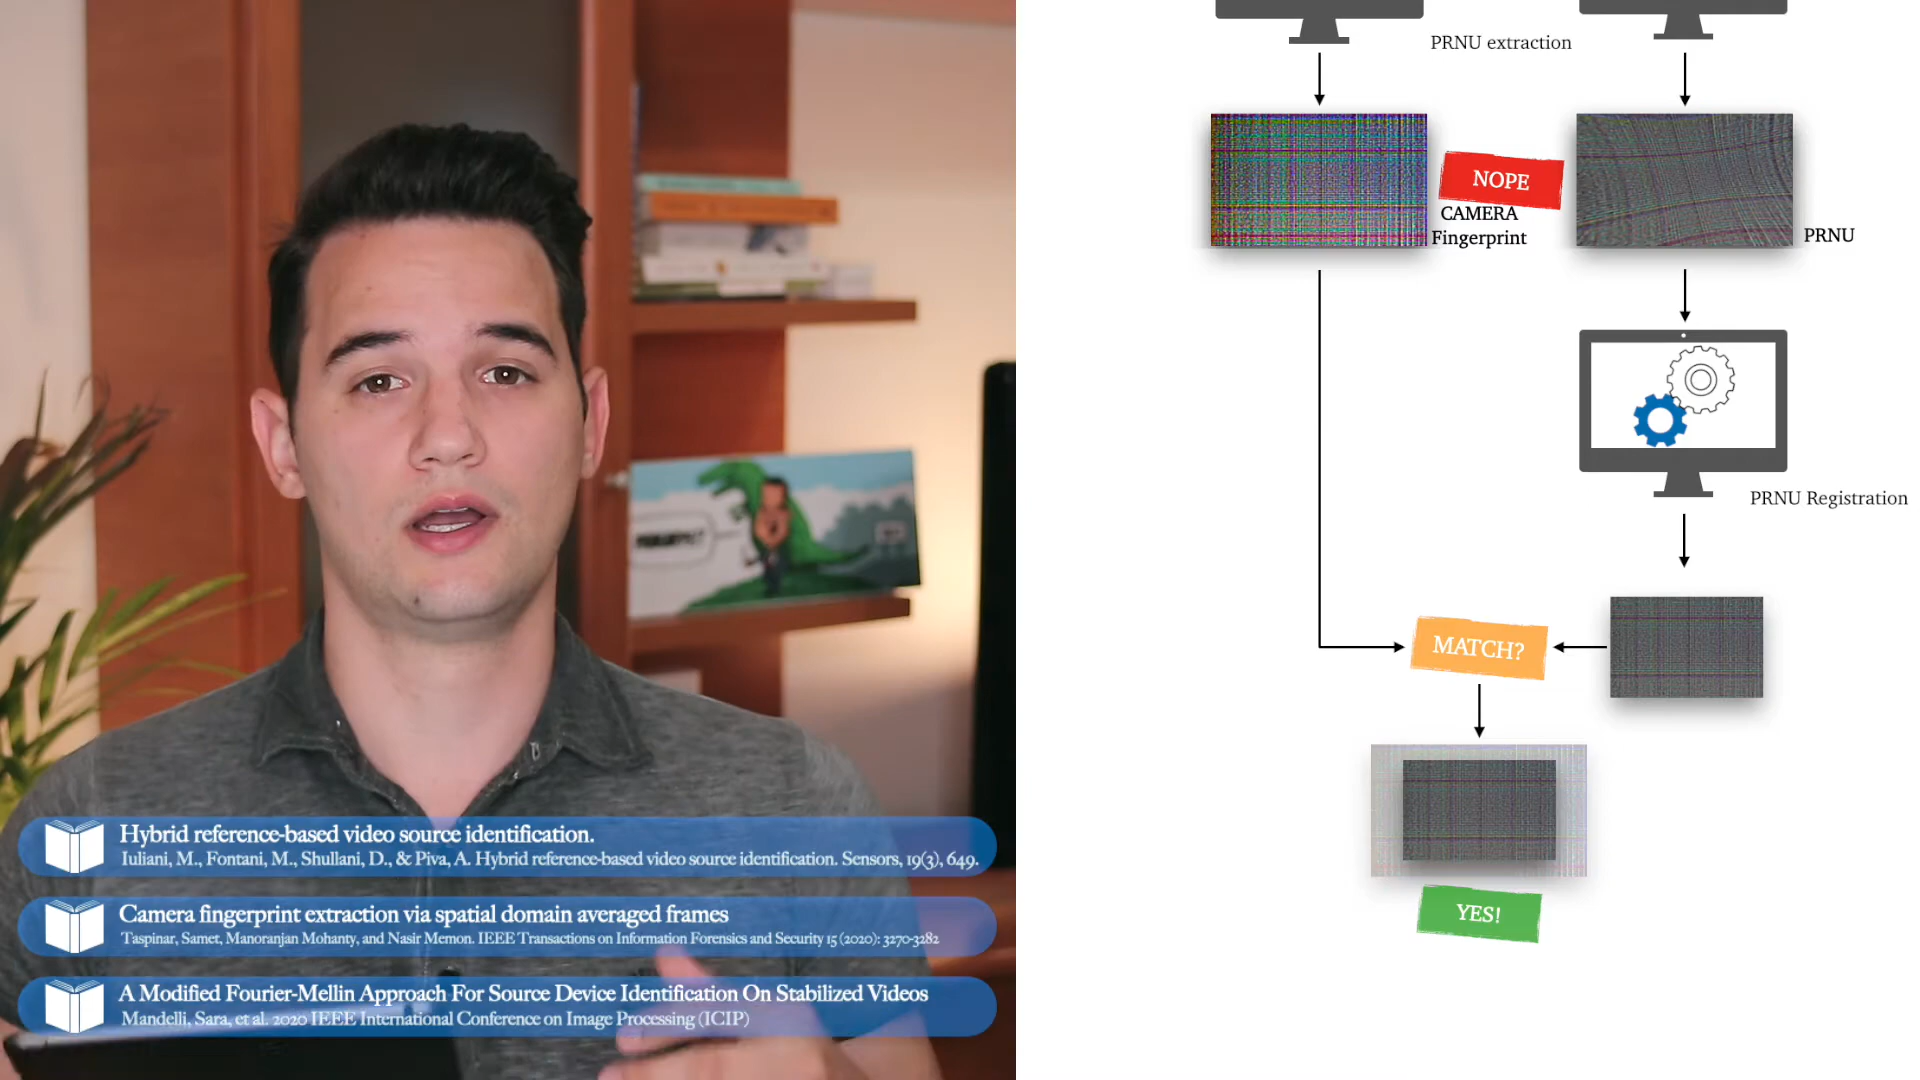 PRNU extraction
NOPE
CAMERA
Fingerprint
PRNU
PRNU Registration
MATCH?
YES!
Hybrid reference-based video source identification.
Iuliani, M., Fontani, M., Shullani, D., & Piva, A. Hybrid reference-based video source identification. Sensors, 19(3), 649.
Camera fingerprint extraction via spatial domain averaged frames
Taspinar, Samet, Manoranjan Mohanty, and Nasir Memon. IEEE Transactions on Information Forensics and Security 15 (2020): 3270-3282
A Modified Fourier-Mellin Approach For Source Device Identification On Stabilized Videos
Mandelli, Sara, et al. 2020 IEEE International Conference on Image Processing (ICIP)